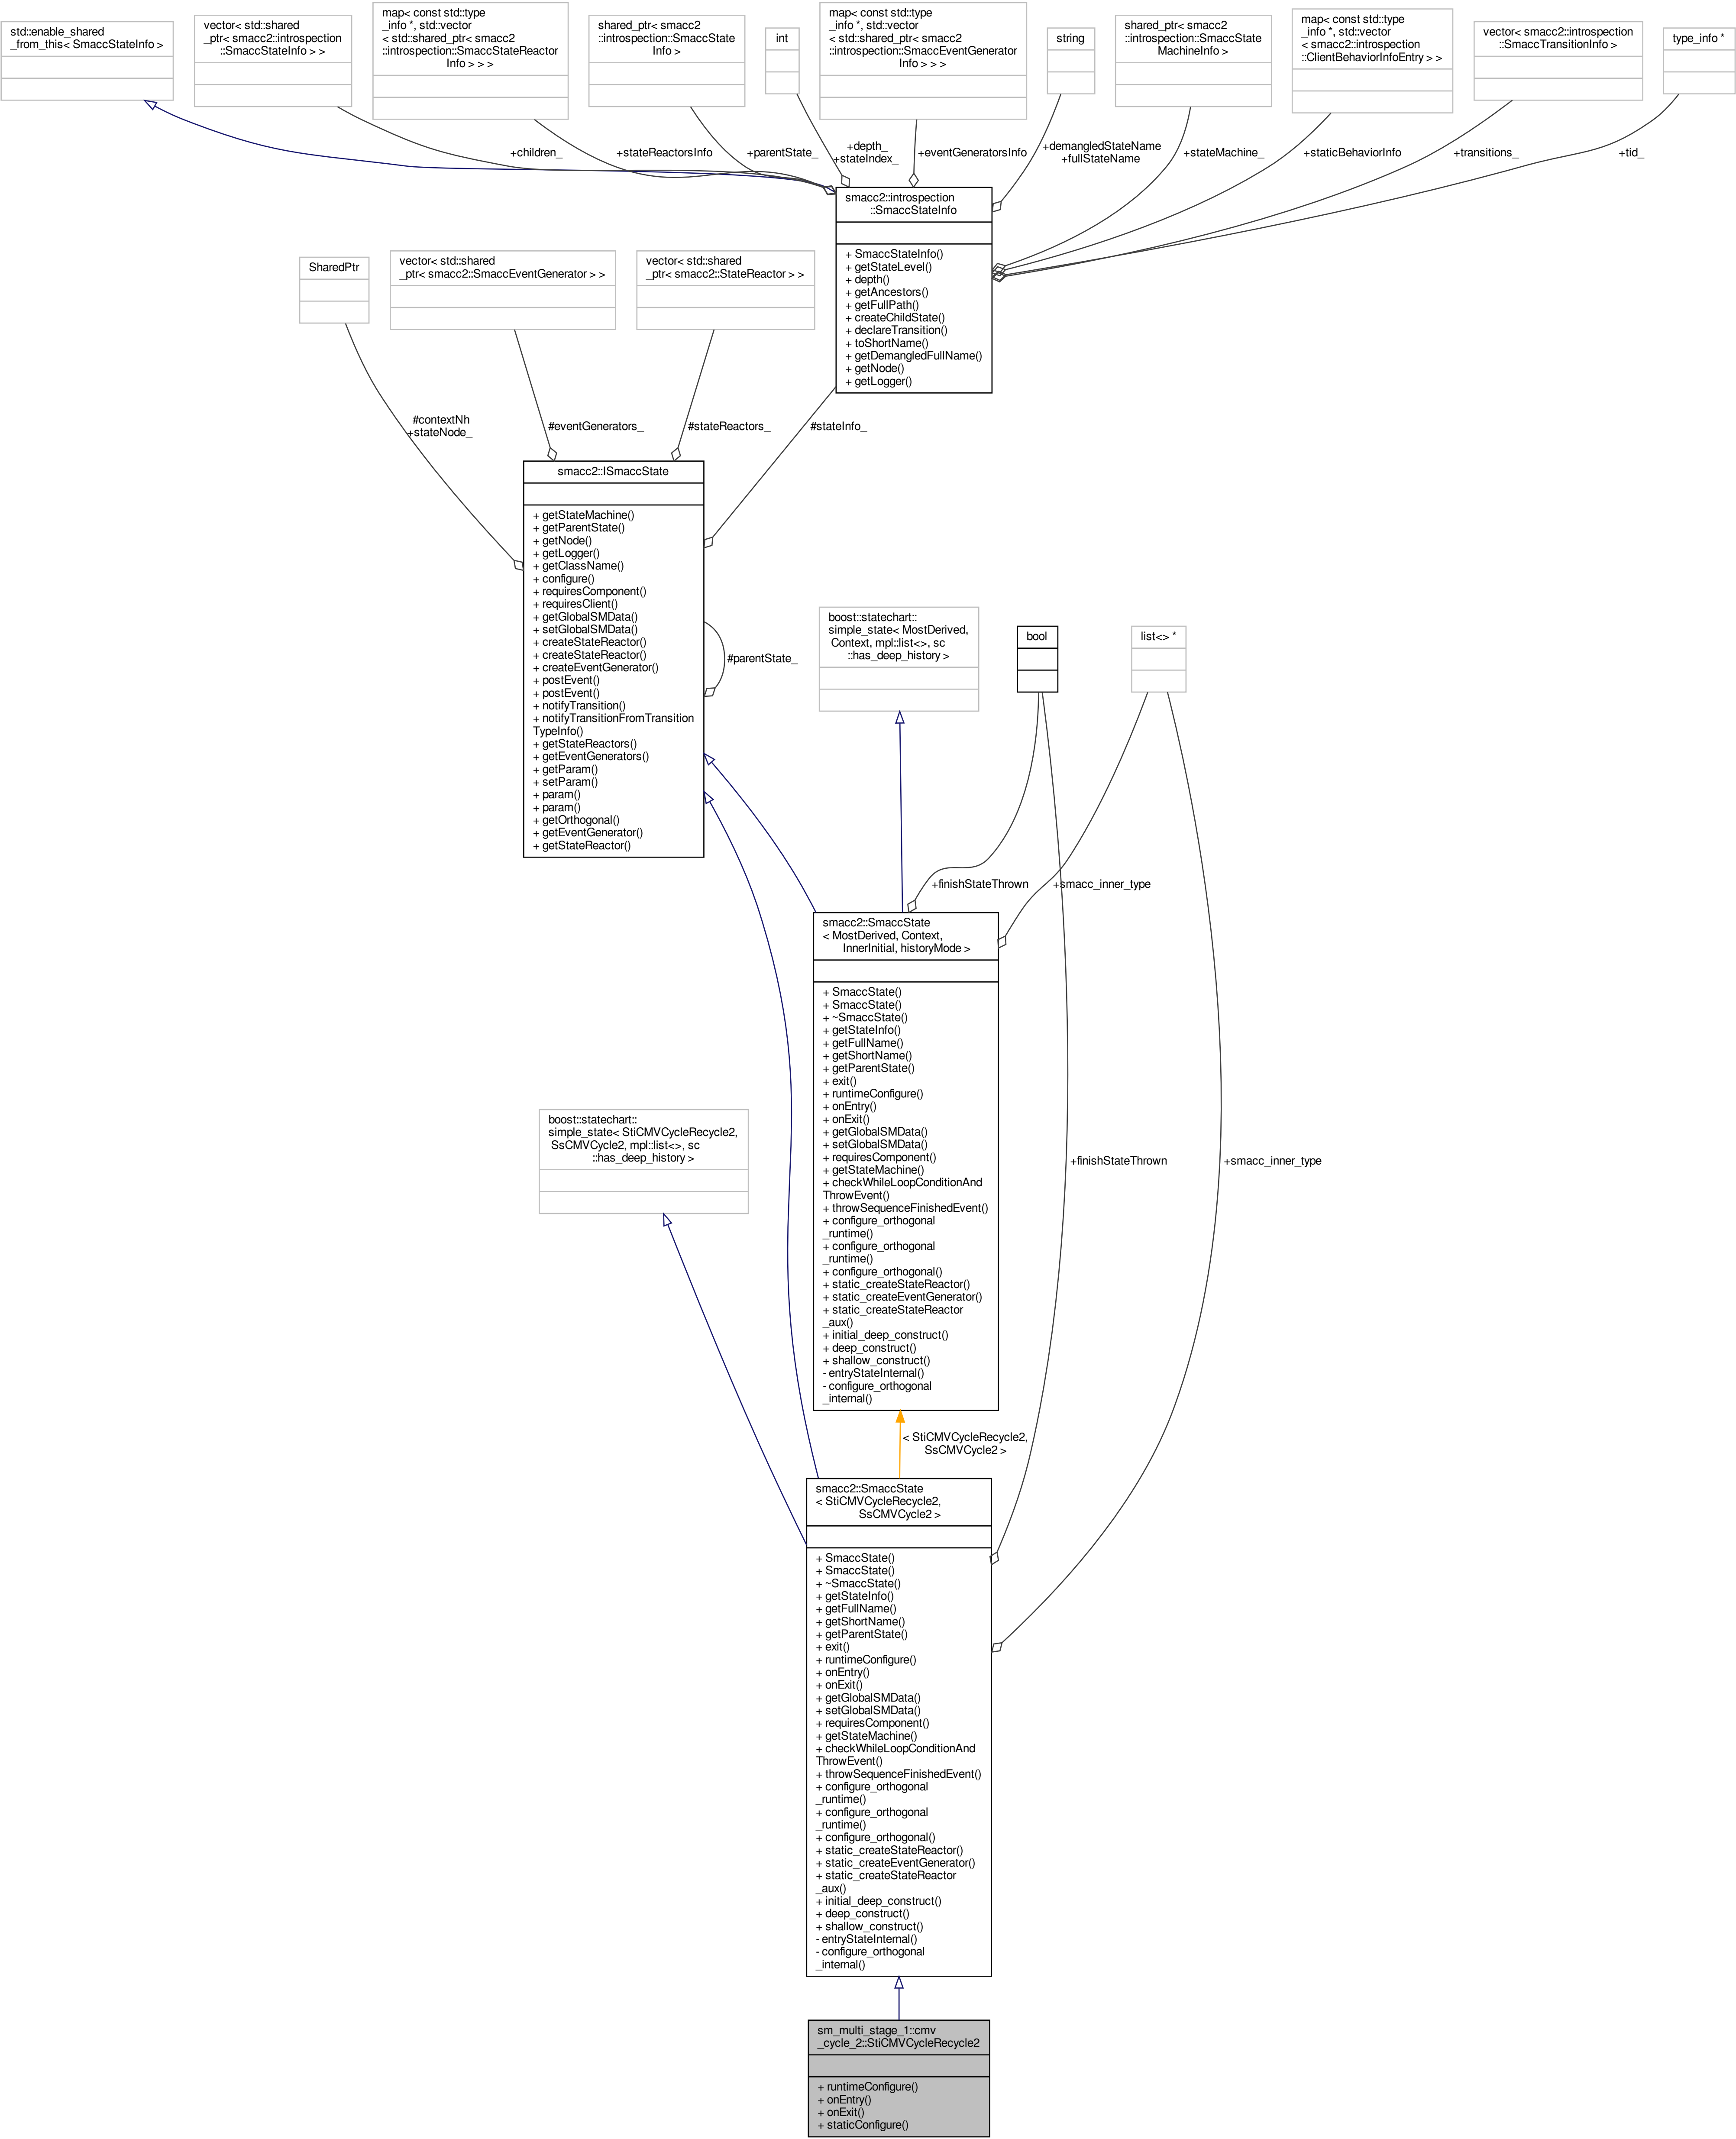 std::enable_shared
_from_this< SmaccStateInfo >
vector< std::shared
_ptr< smacc2::introspection
::SmaccStateInfo > >
map< const std::type
_info *, std::vector
< std::shared_ptr< smacc2
::introspection::SmaccStateReactor
Info > > >
shared_ptr< smacc2
::introspection::SmaccState
Info >
int
map< const std::type
_info *, std::vector
< std::shared_ptr< smacc2
::introspection::SmaccEventGenerator
Info > > >
string
shared_ptr< smacc2
::introspection::SmaccState
MachineInfo >
map< const std::type
_info *, std::vector
< smacc2::introspection
::ClientBehaviorInfoEntry > >
vector< smacc2::introspection
::SmaccTransitionInfo >
type_info *
+children_
+stateReactorsInfo
+parentState_
+depth_
+stateIndex_
+eventGeneratorsInfo
+demangledStateName
+fullStateName
+stateMachine_
+staticBehaviorInfo
+transitions_
+tid_
smacc2::introspection
::SmaccStateInfo
+ SmaccStateInfo()
+ getStateLevel()
+ depth()
+ getAncestors()
+ getFullPath()
+ createChildState()
+ declareTransition()
+ toShortName()
+ getDemangledFullName()
+ getNode()
+ getLogger()
SharedPtr
vector< std::shared
_ptr< smacc2::SmaccEventGenerator > >
vector< std::shared
_ptr< smacc2::StateReactor > >
#contextNh
+stateNode_
#eventGenerators_
#stateReactors_
#stateInfo_
smacc2::ISmaccState
+ getStateMachine()
+ getParentState()
+ getNode()
+ getLogger()
+ getClassName()
+ configure()
+ requiresComponent()
+ requiresClient()
+ getGlobalSMData()
+ setGlobalSMData()
+ createStateReactor()
+ createStateReactor()
+ createEventGenerator()
+ postEvent()
+ postEvent()
+ notifyTransition()
+ notifyTransitionFromTransition
TypeInfo()
+ getStateReactors()
+ getEventGenerators()
+ getParam()
+ setParam()
+ param()
+ param()
+ getOrthogonal()
+ getEventGenerator()
+ getStateReactor()
#parentState_
boost::statechart::
simple_state< MostDerived,
Context, mpl::list<>, sc
::has_deep_history >
bool
list<> *
+finishStateThrown
+smacc_inner_type
smacc2::SmaccState
< MostDerived, Context,
InnerInitial, historyMode >
+ SmaccState()
+ SmaccState()
+ ~SmaccState()
+ getStateInfo()
+ getFullName()
+ getShortName()
+ getParentState()
+ exit()
+ runtimeConfigure()
+ onEntry()
+ onExit()
+ getGlobalSMData()
+ setGlobalSMData()
+ requiresComponent()
+ getStateMachine()
+ checkWhileLoopConditionAnd
ThrowEvent()
+ throwSequenceFinishedEvent()
+ configure_orthogonal
_runtime()
+ configure_orthogonal
_runtime()
+ configure_orthogonal()
+ static_createStateReactor()
+ static_createEventGenerator()
+ static_createStateReactor
_aux()
+ initial_deep_construct()
+ deep_construct()
+ shallow_construct()
- entryStateInternal()
- configure_orthogonal
_internal()
boost::statechart::
simple_state< StiCMVCycleRecycle2,
SsCMVCycle2, mpl::list<>, sc
::has_deep_history >
+finishStateThrown
+smacc_inner_type
< StiCMVCycleRecycle2,
SsCMVCycle2 >
smacc2::SmaccState
< StiCMVCycleRecycle2,
SsCMVCycle2 >
+ SmaccState()
+ SmaccState()
+ ~SmaccState()
+ getStateInfo()
+ getFullName()
+ getShortName()
+ getParentState()
+ exit()
+ runtimeConfigure()
+ onEntry()
+ onExit()
+ getGlobalSMData()
+ setGlobalSMData()
+ requiresComponent()
+ getStateMachine()
+ checkWhileLoopConditionAnd
ThrowEvent()
+ throwSequenceFinishedEvent()
+ configure_orthogonal
_runtime()
+ configure_orthogonal
_runtime()
+ configure_orthogonal()
+ static_createStateReactor()
+ static_createEventGenerator()
+ static_createStateReactor
_aux()
+ initial_deep_construct()
+ deep_construct()
+ shallow_construct()
- entryStateInternal()
- configure_orthogonal
_internal()
sm_multi_stage_1::cmv
_cycle_2::StiCMVCycleRecycle2
+ runtimeConfigure()
+ onEntry()
+ onExit()
+ staticConfigure()